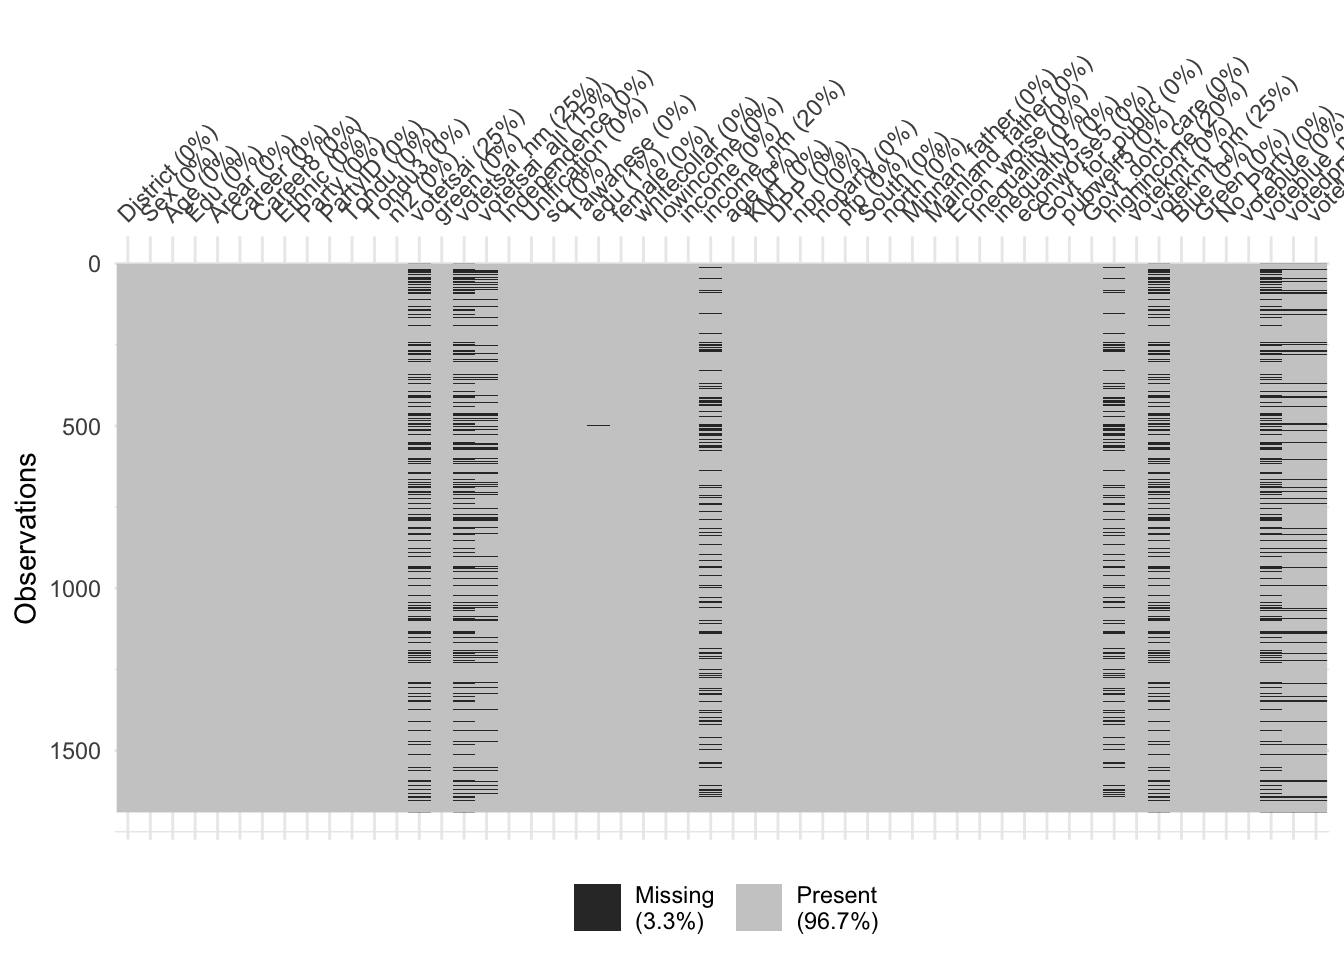 District (0%)
Sex (0%)
Age (0%)
Edu (0%)
Arear (0%)
Career (0%)
Career8 (0%)
Ethnic (0%)
Party (0%)
PartyID (0%)
Tondu (0%)
Tondu3 (0%)
nI2 (0%)
votetsai (25%)
green (0%)
votetsai_nm (25%)
votetsai_all (15%)
Independence (0%)
Unification (0%)
sq (0%)
Taiwanese (0%)
edu (1%)
female (0%)
whitecollar (0%)
lowincome (0%)
income (0%)
income_nm (20%)
age (0%)
KMT (0%)
DPP (0%)
npp (0%)
noparty (0%)
pfp (0%)
South (0%)
north (0%)
Minnan_father (0%)
Mainland_father (0%)
Econ_worse (0%)
Inequality (0%)
inequality5 (0%)
econworse5 (0%)
Govt_for_public (0%)
pubwelf5 (0%)
Govt_dont_care (0%)
highincome (20%)
votekmt (0%)
votekmt_nm (25%)
Blue (0%)
Green (0%)
No_Party (0%)
voteblue (0%)
Observations
0
500
1000
1500
Missing
(3.3%)
Present
(96.7%)